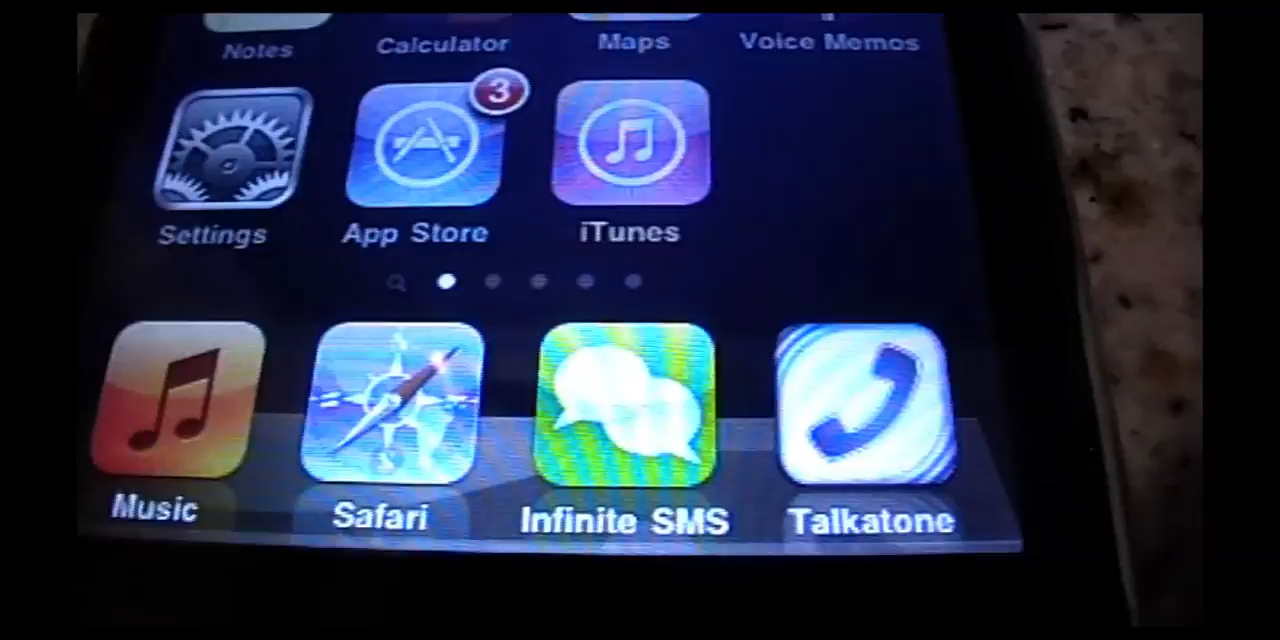 Notes Calculator Maps Voice Memos
3
Settings App Store iTunes
Music Safari Infinite SMS Talkatone